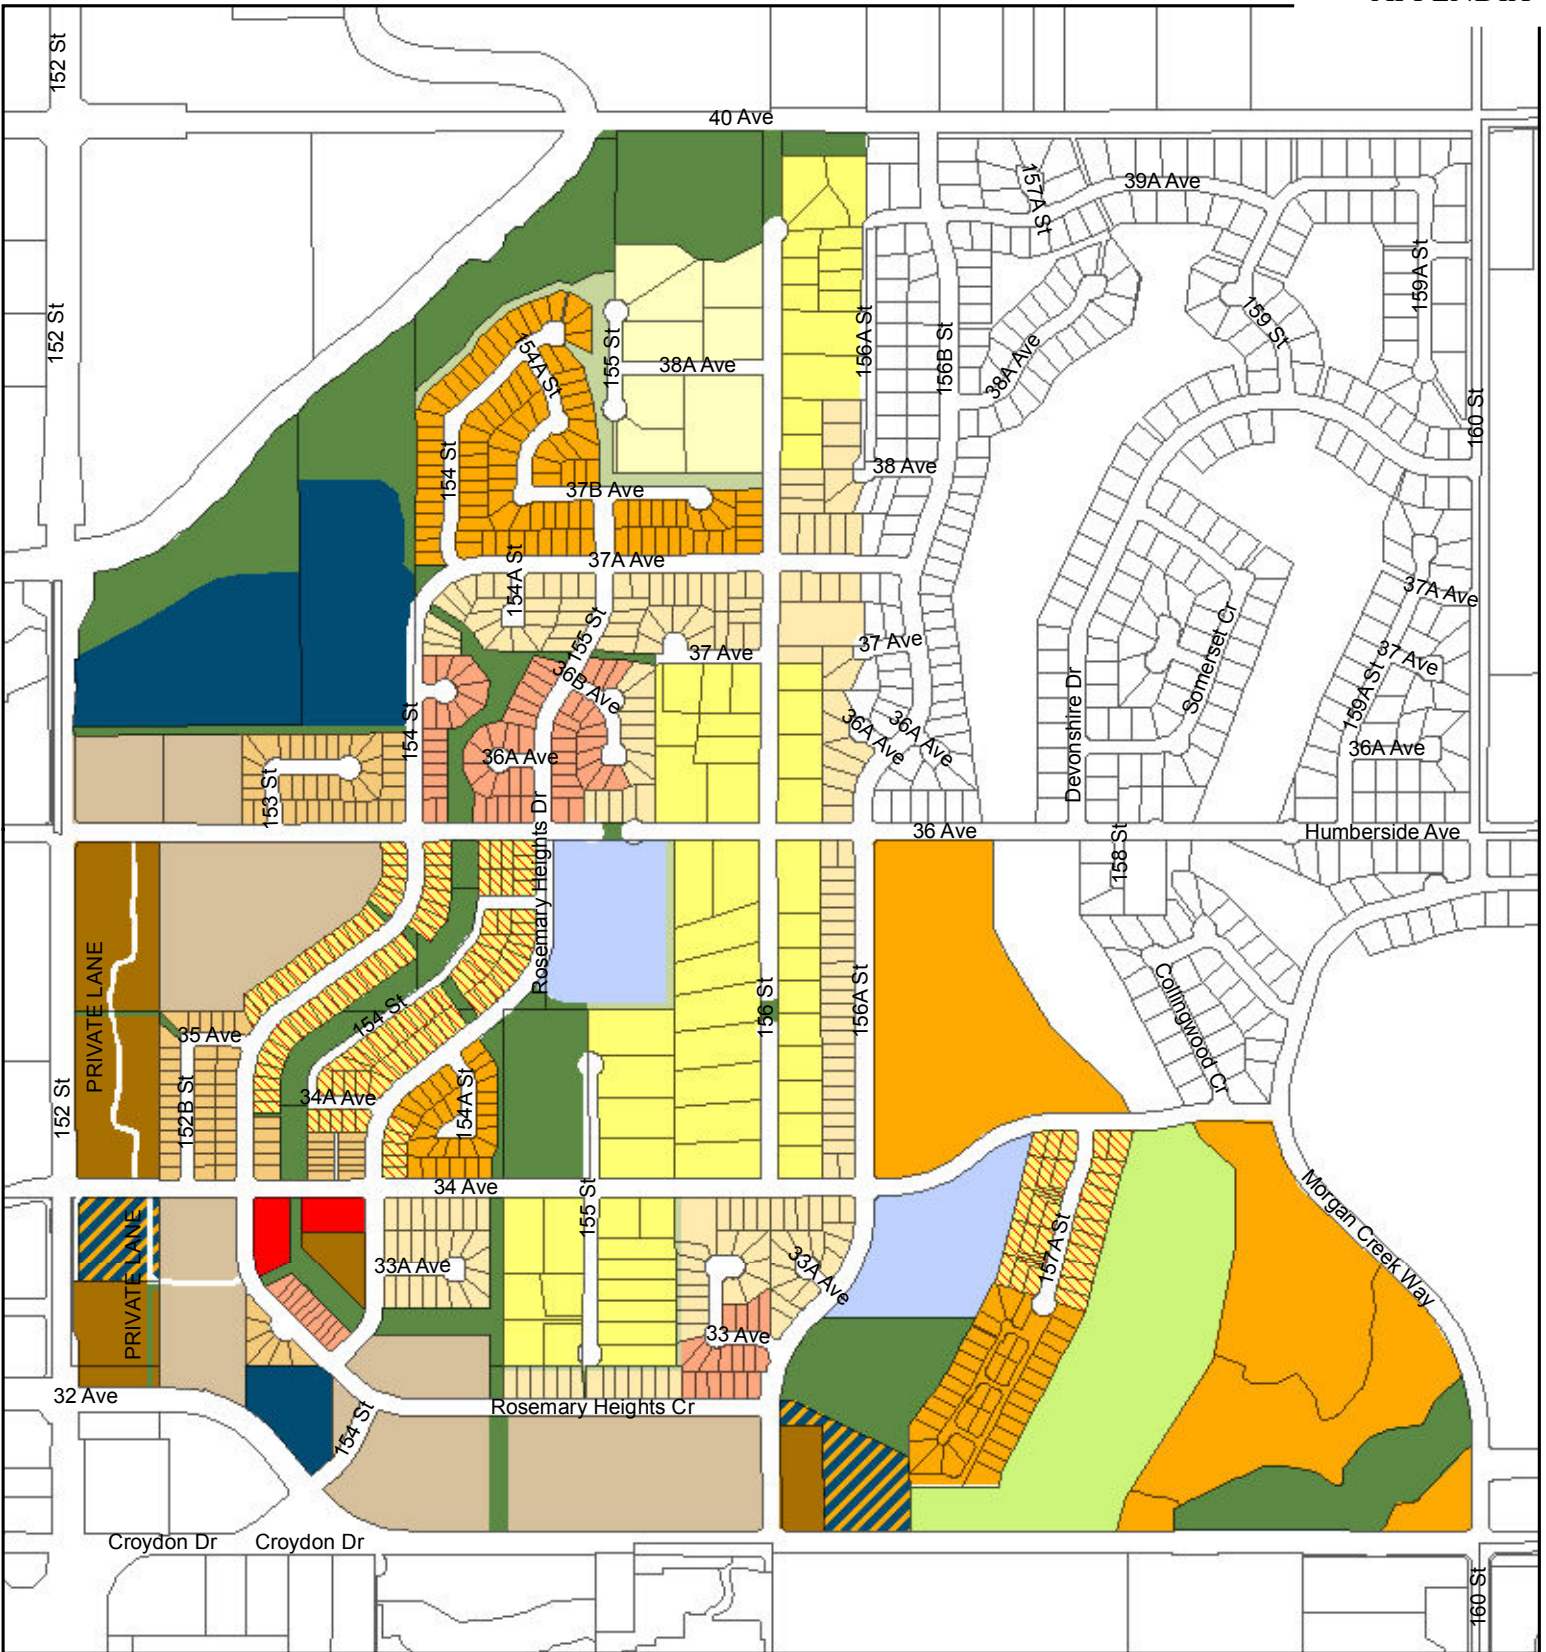 152 St
40 Ave
157A St
39A Ave
159A St
152 St
155 St
156A St
156B St
159 St
154A St
38A Ave
38A Ave
160 St
154 St
38 Ave
37B Ave
37A Ave
154A St
37A Ave
155 St
37 Ave
37 Ave
37 Ave
Somerset Cr
36B Ave
159A St
154 St
36A Ave
36A Ave
Devonshire Dr
36A Ave
36A Ave
153 St
Rosemary Heights Dr
36 Ave
Humberside Ave
158 St
PRIVATE LANE
154 St
156 St
156A St
Collingwood Cr
35 Ave
152 St
152B St
34A Ave
154A St
34 Ave
155 St
Morgan Creek Way
PRIVATE LANE
33A Ave
33A Ave
157A St
33 Ave
32 Ave
Rosemary Heights Cr
154 St
Croydon Dr
Croydon Dr
160 St